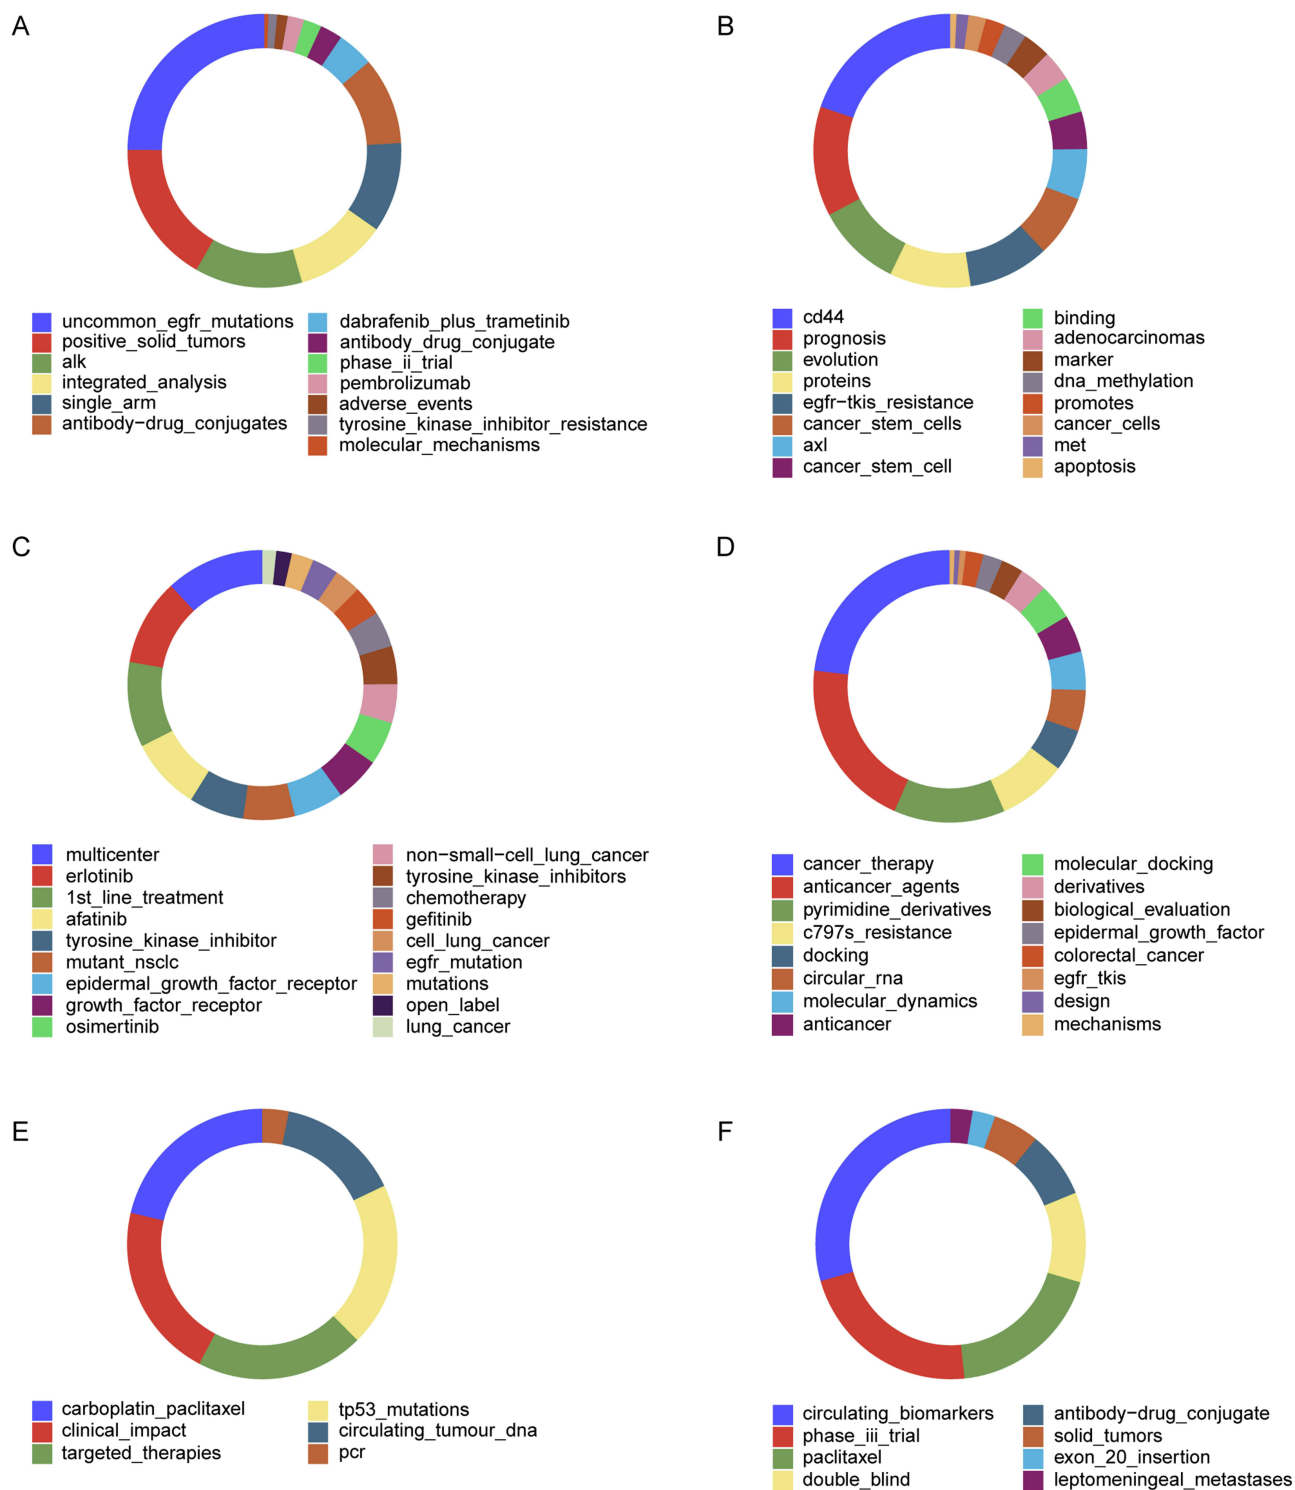 A
uncommon_egfr_mutations
positive_solid_tumors
alk
integrated_analysis
single_arm
antibody−drug_conjugates
dabrafenib_plus_trametinib
antibody_drug_conjugate
phase_ii_trial
pembrolizumab
adverse_events
tyrosine_kinase_inhibitor_resistance
molecular_mechanisms
B
cd44
prognosis
evolution
proteins
egfr−tkis_resistance
cancer_stem_cells
axl
cancer_stem_cell
binding
adenocarcinomas
marker
dna_methylation
promotes
cancer_cells
met
apoptosis
C
multicenter
erlotinib
1st_line_treatment
afatinib
tyrosine_kinase_inhibitor
mutant_nsclc
epidermal_growth_factor_receptor
growth_factor_receptor
osimertinib
non−small−cell_lung_cancer
tyrosine_kinase_inhibitors
chemotherapy
gefitinib
cell_lung_cancer
egfr_mutation
mutations
open_label
lung_cancer
D
cancer_therapy
anticancer_agents
pyrimidine_derivatives
c797s_resistance
docking
circular_rna
molecular_dynamics
anticancer
molecular_docking
derivatives
biological_evaluation
epidermal_growth_factor
colorectal_cancer
egfr_tkis
design
mechanisms
E
carboplatin_paclitaxel
clinical_impact
targeted_therapies
tp53_mutations
circulating_tumour_dna
pcr
F
circulating_biomarkers
phase_iii_trial
paclitaxel
double_blind
antibody−drug_conjugate
solid_tumors
exon_20_insertion
leptomeningeal_metastases